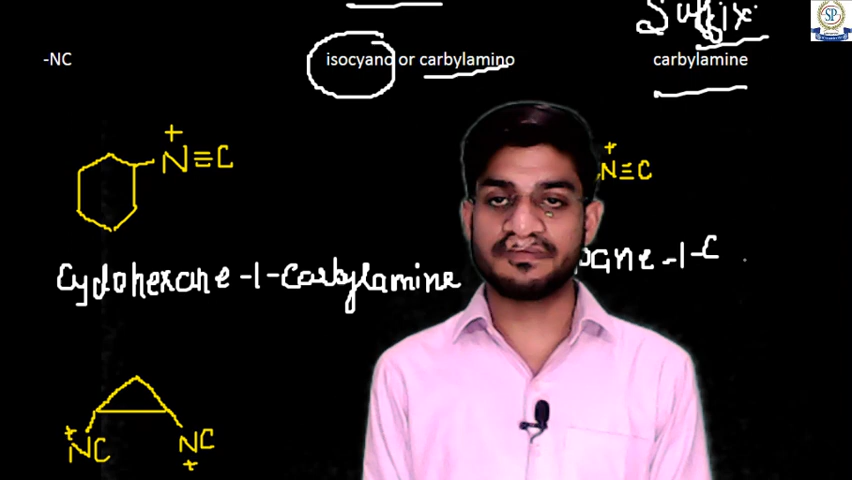 Suffix
-NC isocyano or carbylamino carbylamine
+ +
N≡C N≡C
Cyclohexane-1-carbylamine pane-1-C
+
NC NC
+